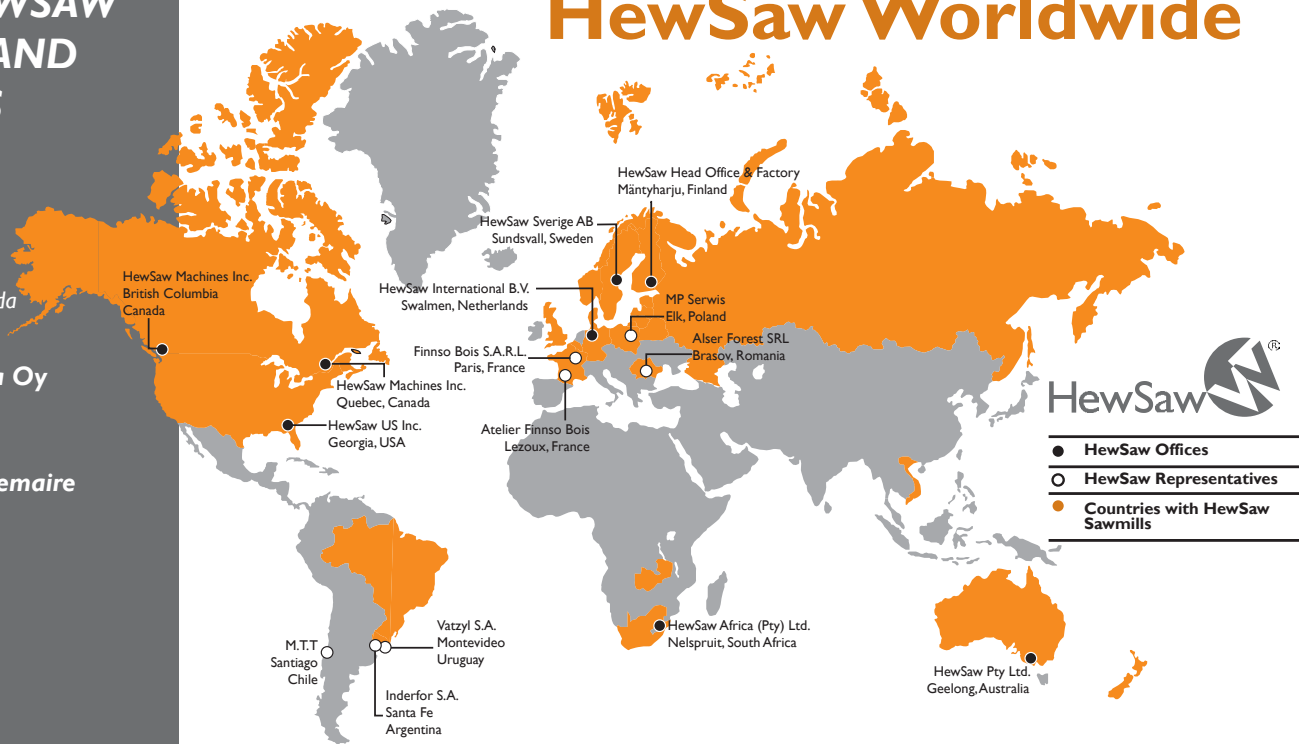 HewSaw Worldwide
AND
da
Oy
emaire
HewSaw Head Office & Factory
Mäntyharju, Finland
HewSaw Sverige AB
Sundsvall, Sweden
HewSaw Machines Inc.
British Columbia
Canada
HewSaw International B.V.
Swalmen, Netherlands
MP Serwis
Elk, Poland
Alser Forest SRL
Brasov, Romania
Finnso Bois S.A.R.L.
Paris, France
HewSaw Machines Inc.
Quebec, Canada
HewSaw US Inc.
Georgia, USA
Atelier Finnso Bois
Lezoux, France
HewSaw ®
HewSaw Offices
HewSaw Representatives
Countries with HewSaw
Sawmills
Vatzyl S.A.
Montevideo
Uruguay
M.T.T
Santiago
Chile
Inderfor S.A.
Santa Fe
Argentina
HewSaw Africa (Pty) Ltd.
Nelspruit, South Africa
HewSaw Pty Ltd.
Geelong, Australia